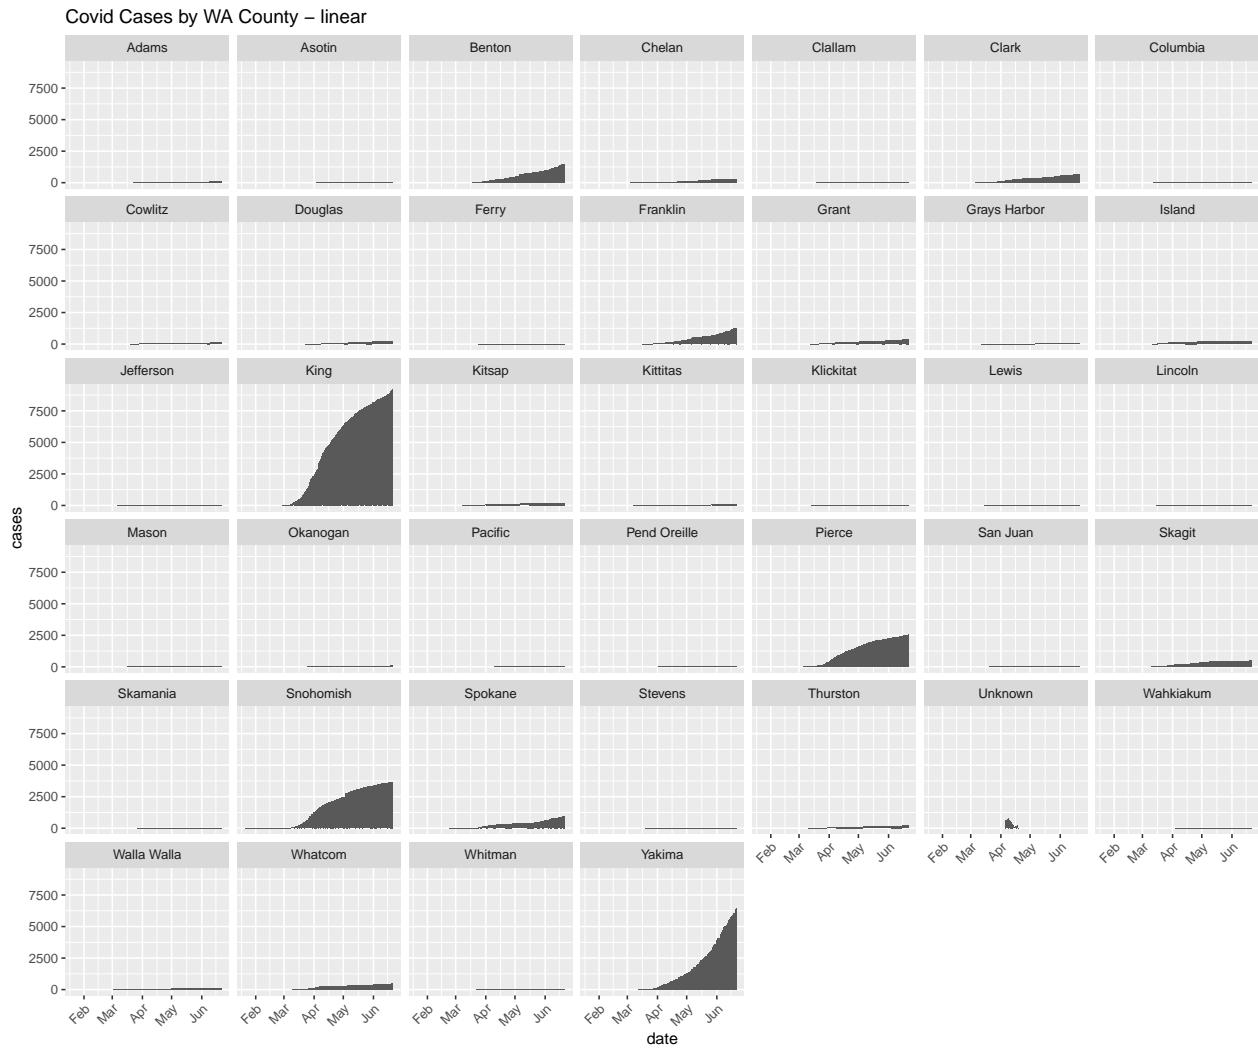 Covid Cases by WA County – linear
Adams Asotin Benton Chelan Clallam Clark Columbia
7500
5000
2500
0
Cowlitz Douglas Ferry Franklin Grant Grays Harbor Island
7500
5000
2500
0
Jefferson King Kitsap Kittitas Klickitat Lewis Lincoln
7500
5000
2500
0
cases
Mason Okanogan Pacific Pend Oreille Pierce San Juan Skagit
7500
5000
2500
0
Skamania Snohomish Spokane Stevens Thurston Unknown Wahkiakum
7500
5000
2500
0
Feb Mar Apr May Jun Feb Mar Apr May Jun Feb Mar Apr May Jun
Walla Walla Whatcom Whitman Yakima
7500
5000
2500
0
Feb Mar Apr May Jun Feb Mar Apr May Jun Feb Mar Apr May Jun Feb Mar Apr May Jun
date